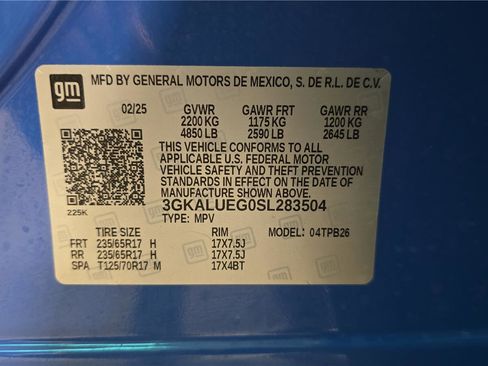 gm
MFD BY GENERAL MOTORS DE MEXICO, S. DE R.L. DE C.V.
02/25 GVWR GAWR FRT GAWR RR
2200 KG 1175 KG 1200 KG
4850 LB 2590 LB 2645 LB
THIS VEHICLE CONFORMS TO ALL
APPLICABLE U.S. FEDERAL MOTOR
VEHICLE SAFETY AND THEFT PREVENTION
STANDARDS IN EFFECT ON THE DATE OF
MANUFACTURE SHOWN ABOVE.
225K 3GKALUEG0SL283504
TYPE: MPV
TIRE SIZE RIM MODEL: 04TPB26
FRT 235/65R17 H 17X7.5J
RR 235/65R17 H 17X7.5J
SPA T125/70R17 M 17X4BT